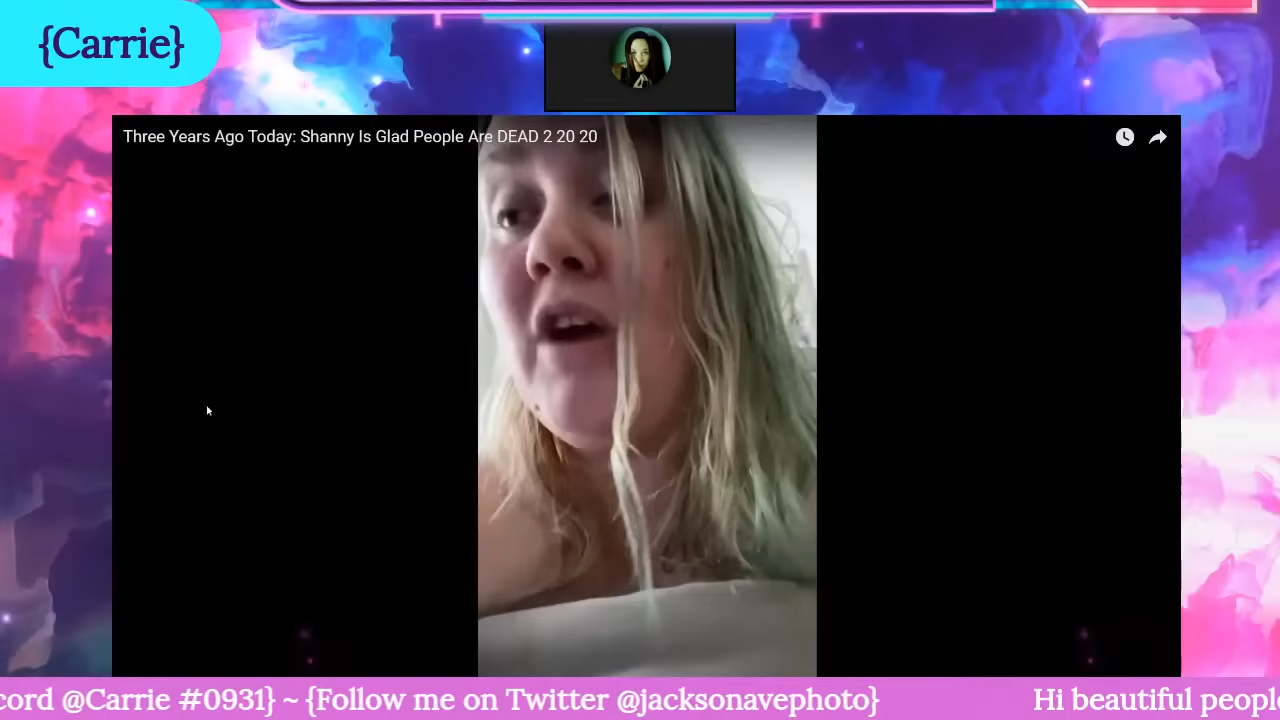 {Carrie}
Three Years Ago Today: Shanny Is Glad People Are DEAD 2 20 20
cord @Carrie #0931} ~ {Follow me on Twitter @jacksonavephoto} Hi beautiful peopl